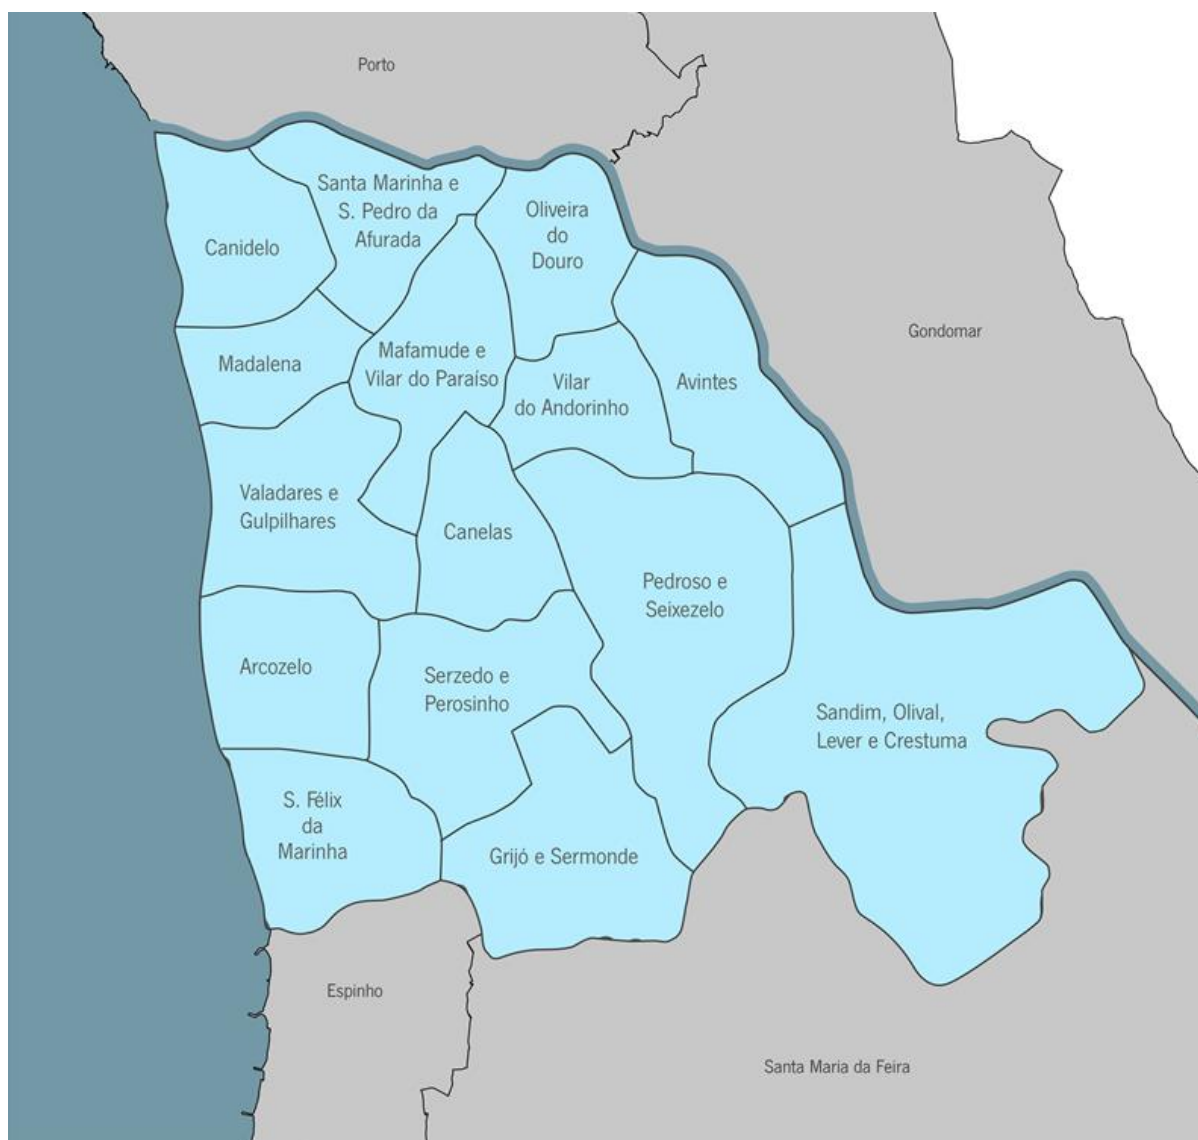 Porto
Santa Marinha e
S. Pedro da
Afurada
Oliveira
do
Douro
Canidelo
Gondomar
Madalena
Mafamude e
Vilar do Paraíso
Vilar
do Andorinho
Avintes
Valadares e
Gulpilhares
Canelas
Pedroso e
Seixezelo
Arcozelo
Serzedo e
Perosinho
Sandim, Olival,
Lever e Crestuma
S. Félix
da
Marinha
Grijó e Sermonde
Espinho
Santa Maria da Feira